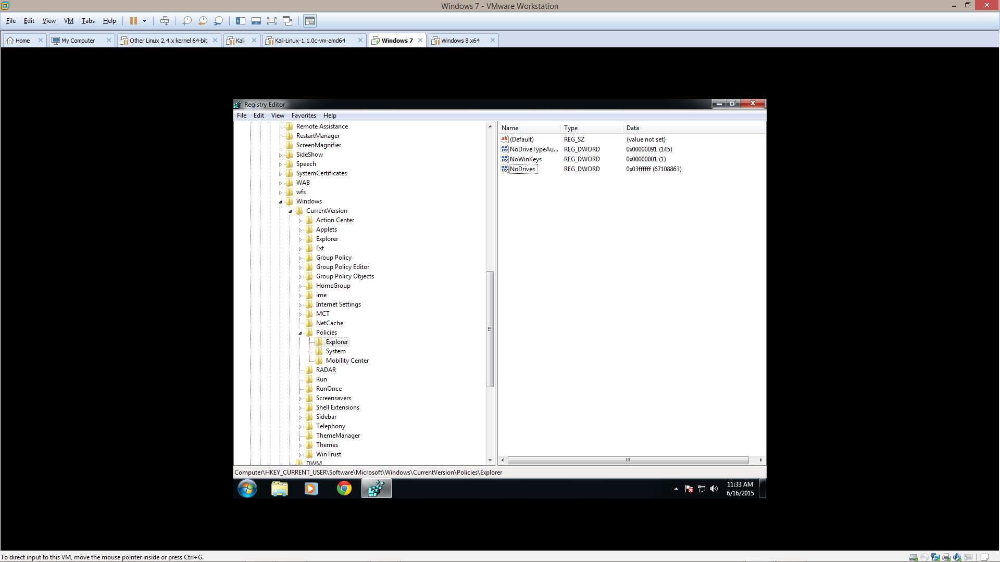 Windows 7 - VMware Workstation
File Edit View VM Tabs Help
Home My Computer Other Linux 2.4.x kernel 64-bit Kali Kali-Linux-1.1.0c-vm-amd64 Windows 7 Windows 8 x64
Registry Editor
File Edit View Favorites Help
Remote Assistance
RestartManager
ScreenMagnifier
SideShow
Speech
SystemCertificates
WAB
wfs
Windows
CurrentVersion
Action Center
Applets
Explorer
Ext
Group Policy
Group Policy Editor
Group Policy Objects
HomeGroup
ime
Internet Settings
MCT
NetCache
Policies
Explorer
System
Mobility Center
RADAR
Run
RunOnce
Screensavers
Shell Extensions
Sidebar
Telephony
ThemeManager
Themes
WinTrust
DWM
Name Type Data
(Default) REG_SZ (value not set)
NoDriveTypeAu... REG_DWORD 0x00000091 (145)
NoWinKeys REG_DWORD 0x00000001 (1)
NoDrives REG_DWORD 0x03ffffff (67108863)
Computer\HKEY_CURRENT_USER\Software\Microsoft\Windows\CurrentVersion\Policies\Explorer
11:33 AM
6/16/2015
To direct input to this VM, move the mouse pointer inside or press Ctrl+G.